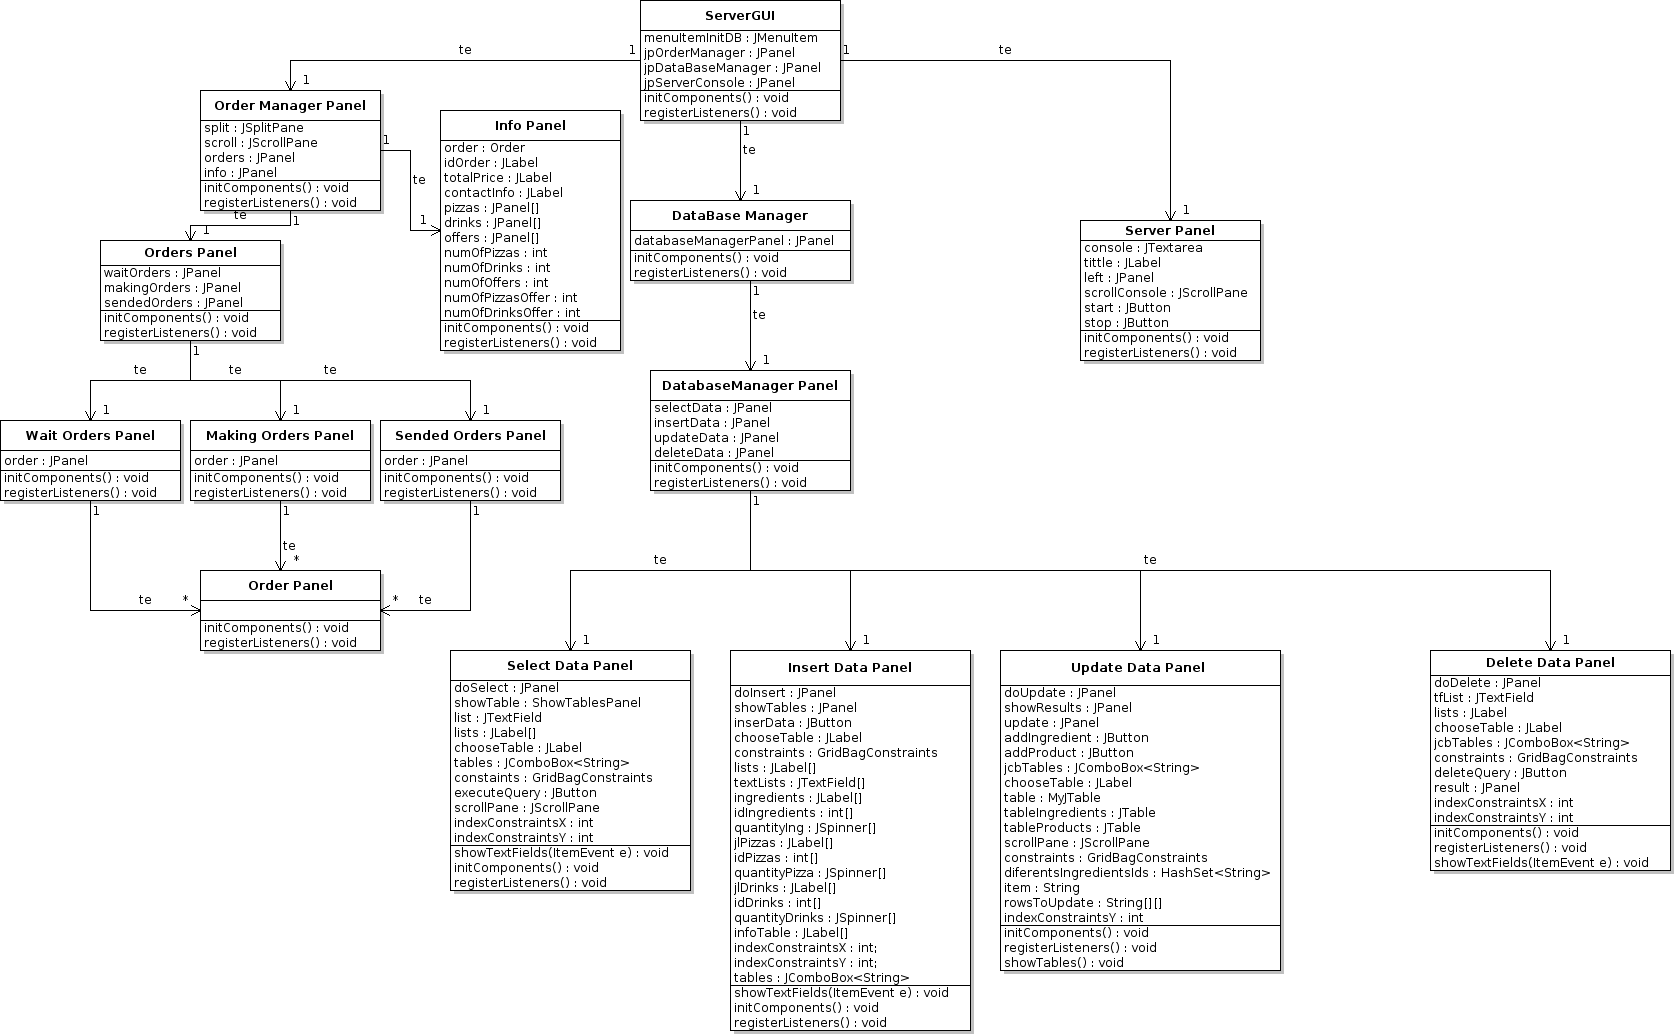 ServerGUI
menuItemInitDB : JMenuItem
jpOrderManager : JPanel
jpDataBaseManager : JPanel
jpServerConsole : JPanel
initComponents() : void
registerListeners() : void
te
1
1
te
1
1
Order Manager Panel
split : JSplitPane
scroll : JScrollPane
orders : JPanel
info : JPanel
initComponents() : void
registerListeners() : void
1
te
1
Info Panel
order : Order
idOrder : JLabel
totalPrice : JLabel
contactInfo : JLabel
pizzas : JPanel[]
drinks : JPanel[]
offers : JPanel[]
numOfPizzas : int
numOfDrinks : int
numOfOffers : int
numOfPizzasOffer : int
numOfDrinksOffer : int
initComponents() : void
registerListeners() : void
1
te
1
DataBase Manager
databaseManagerPanel : JPanel
initComponents() : void
registerListeners() : void
Server Panel
console : JTextarea
tittle : JLabel
left : JPanel
scrollConsole : JScrollPane
start : JButton
stop : JButton
initComponents() : void
registerListeners() : void
te
1
1
Orders Panel
waitOrders : JPanel
makingOrders : JPanel
sendedOrders : JPanel
initComponents() : void
registerListeners() : void
1
te
te
te
1
1
1
1
te
1
DatabaseManager Panel
selectData : JPanel
insertData : JPanel
updateData : JPanel
deleteData : JPanel
initComponents() : void
registerListeners() : void
Wait Orders Panel
order : JPanel
initComponents() : void
registerListeners() : void
Making Orders Panel
order : JPanel
initComponents() : void
registerListeners() : void
Sended Orders Panel
order : JPanel
initComponents() : void
registerListeners() : void
1
1
1
te
*
te
*
*
te
Order Panel
initComponents() : void
registerListeners() : void
1
te
te
1
1
1
1
Select Data Panel
doSelect : JPanel
showTable : ShowTablesPanel
list : JTextField
lists : JLabel[]
chooseTable : JLabel
tables : JComboBox<String>
constaints : GridBagConstraints
executeQuery : JButton
scrollPane : JScrollPane
indexConstraintsX : int
indexConstraintsY : int
showTextFields(ItemEvent e) : void
initComponents() : void
registerListeners() : void
Insert Data Panel
doInsert : JPanel
showTables : JPanel
inserData : JButton
chooseTable : JLabel
constraints : GridBagConstraints
lists : JLabel[]
textLists : JTextField[]
ingredients : JLabel[]
idIngredients : int[]
quantityIng : JSpinner[]
jlPizzas : JLabel[]
idPizzas : int[]
quantityPizza : JSpinner[]
jlDrinks : JLabel[]
idDrinks : int[]
quantityDrinks : JSpinner[]
infoTable : JLabel[]
indexConstraintsX : int;
indexConstraintsY : int;
tables : JComboBox<String>
showTextFields(ItemEvent e) : void
initComponents() : void
registerListeners() : void
Update Data Panel
doUpdate : JPanel
showResults : JPanel
update : JPanel
addIngredient : JButton
addProduct : JButton
jcbTables : JComboBox<String>
chooseTable : JLabel
table : MyJTable
tableIngredients : JTable
tableProducts : JTable
scrollPane : JScrollPane
constraints : GridBagConstraints
diferentsIngredientsIds : HashSet<String>
item : String
rowsToUpdate : String[][]
indexConstraintsY : int
initComponents() : void
registerListeners() : void
showTables() : void
Delete Data Panel
doDelete : JPanel
tfList : JTextField
lists : JLabel
chooseTable : JLabel
jcbTables : JComboBox<String>
constraints : GridBagConstraints
deleteQuery : JButton
result : JPanel
indexConstraintsX : int
indexConstraintsY : int
initComponents() : void
registerListeners() : void
showTextFields(ItemEvent e) : void